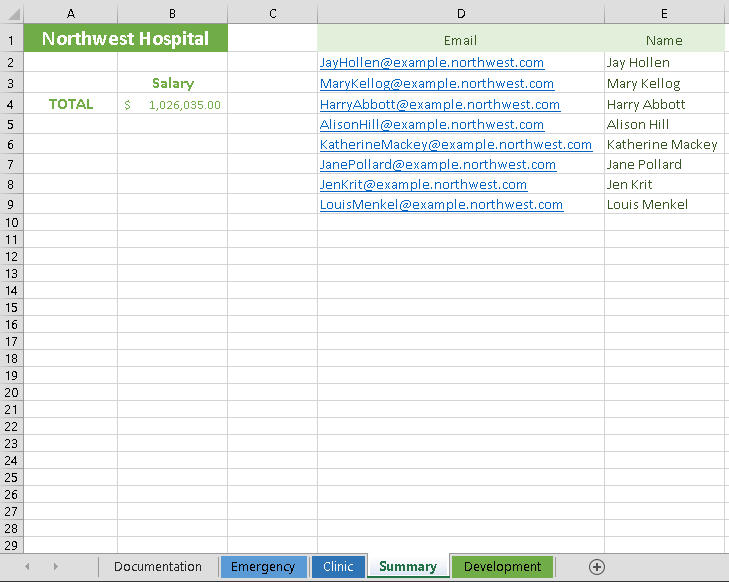 A B C D E
1 Northwest Hospital Email Name
2 JayHollen@example.northwest.com Jay Hollen
3 Salary MaryKellog@example.northwest.com Mary Kellog
4 TOTAL $ 1,026,035.00 HarryAbbott@example.northwest.com Harry Abbott
5 AlisonHill@example.northwest.com Alison Hill
6 KatherineMackey@example.northwest.com Katherine Mackey
7 JanePollard@example.northwest.com Jane Pollard
8 JenKrit@example.northwest.com Jen Krit
9 LouisMenkel@example.northwest.com Louis Menkel
10
11
12
13
14
15
16
17
18
19
20
21
22
23
24
25
26
27
28
29
Documentation Emergency Clinic Summary Development